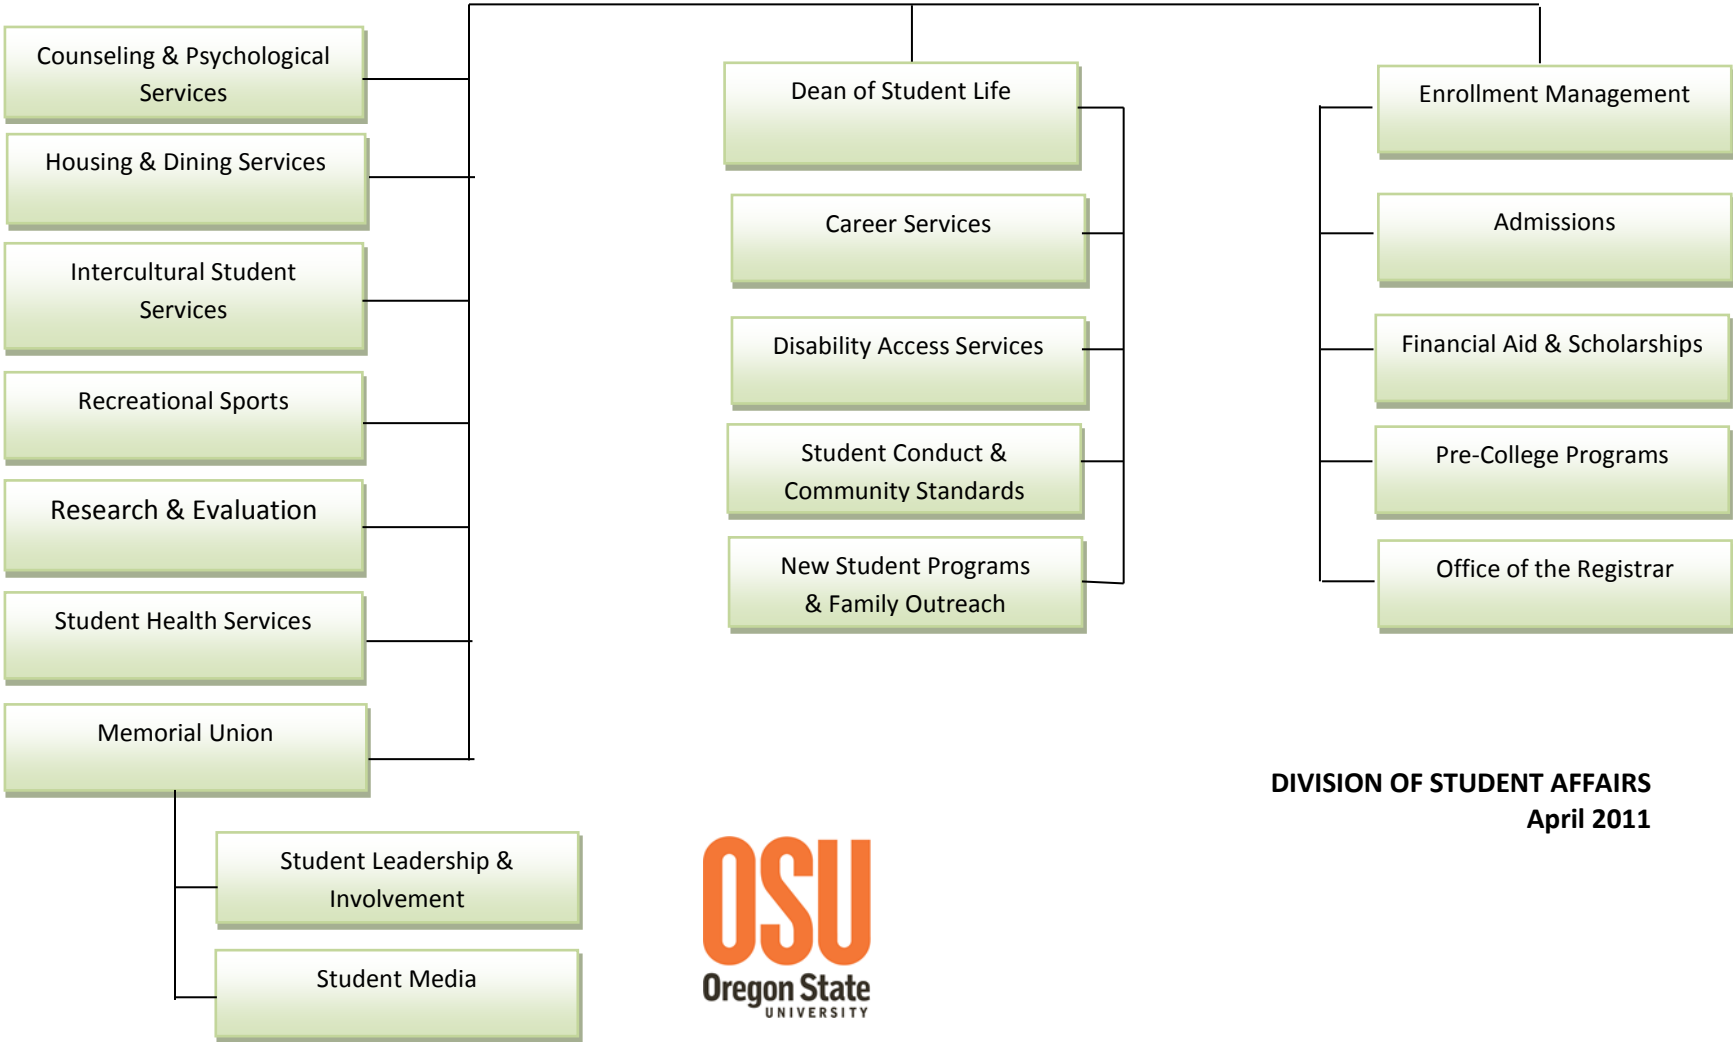 Counseling & Psychological
Services
Housing & Dining Services
Intercultural Student
Services
Recreational Sports
Research & Evaluation
Student Health Services
Memorial Union
Student Leadership &
Involvement
Student Media
Dean of Student Life
Career Services
Disability Access Services
Student Conduct &
Community Standards
New Student Programs
& Family Outreach
Enrollment Management
Admissions
Financial Aid & Scholarships
Pre-College Programs
Office of the Registrar
DIVISION OF STUDENT AFFAIRS
April 2011
OSU
Oregon State
UNIVERSITY